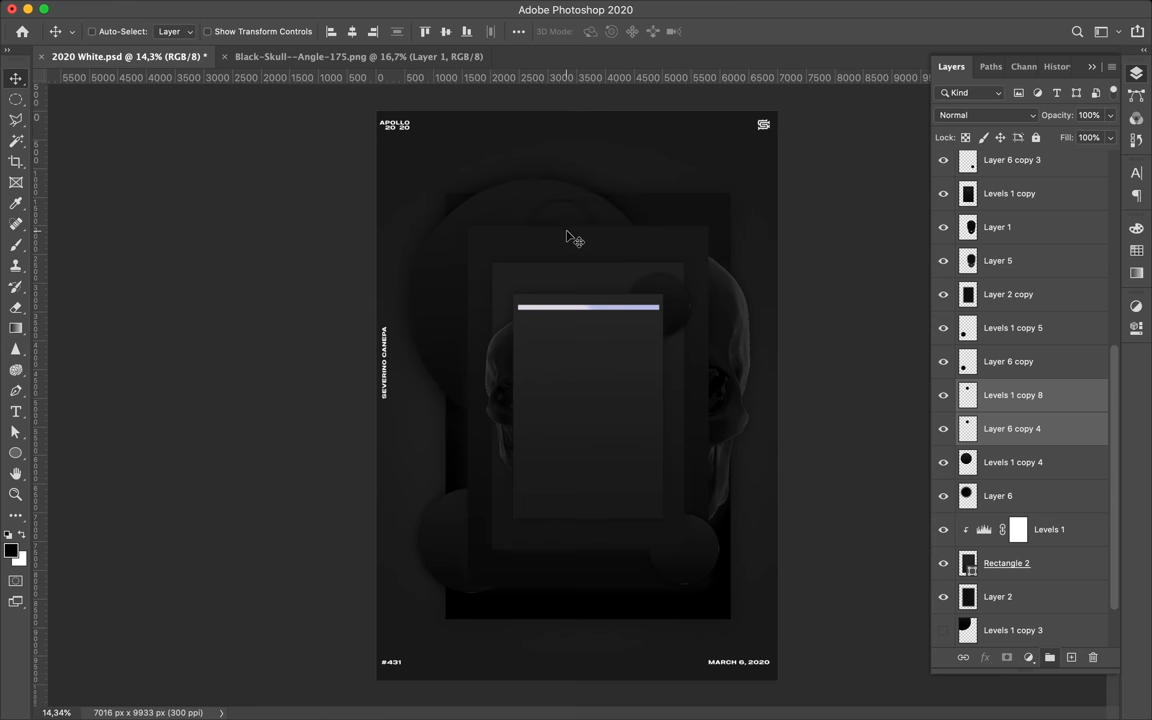 Adobe Photoshop 2020
Auto-Select:
Layer
Show Transform Controls
3D Mode:
2020 White.psd @ 14,3% (RGB/8) *
Black-Skull--Angle-175.png @ 16,7% (Layer 1, RGB/8)
5500 5000 4500 4000 3500 3000 2500 2000 1500 1000 500 0 500 1000 1500 2000 2500 3000 3500 4000 4500 5000 5500 6000 6500 7000 7500 8000 8500 9000
APOLLO
20 20
SEVERINO CANEPA
#431
MARCH 6, 2020
Layers
Paths
Chann
Histor
Kind
Normal
Opacity: 100%
Lock:
Fill: 100%
Layer 6 copy 3
Levels 1 copy
Layer 1
Layer 5
Layer 2 copy
Levels 1 copy 5
Layer 6 copy
Levels 1 copy 8
Layer 6 copy 4
Levels 1 copy 4
Layer 6
Levels 1
Rectangle 2
Layer 2
Levels 1 copy 3
fx
14,34%
7016 px x 9933 px (300 ppi)